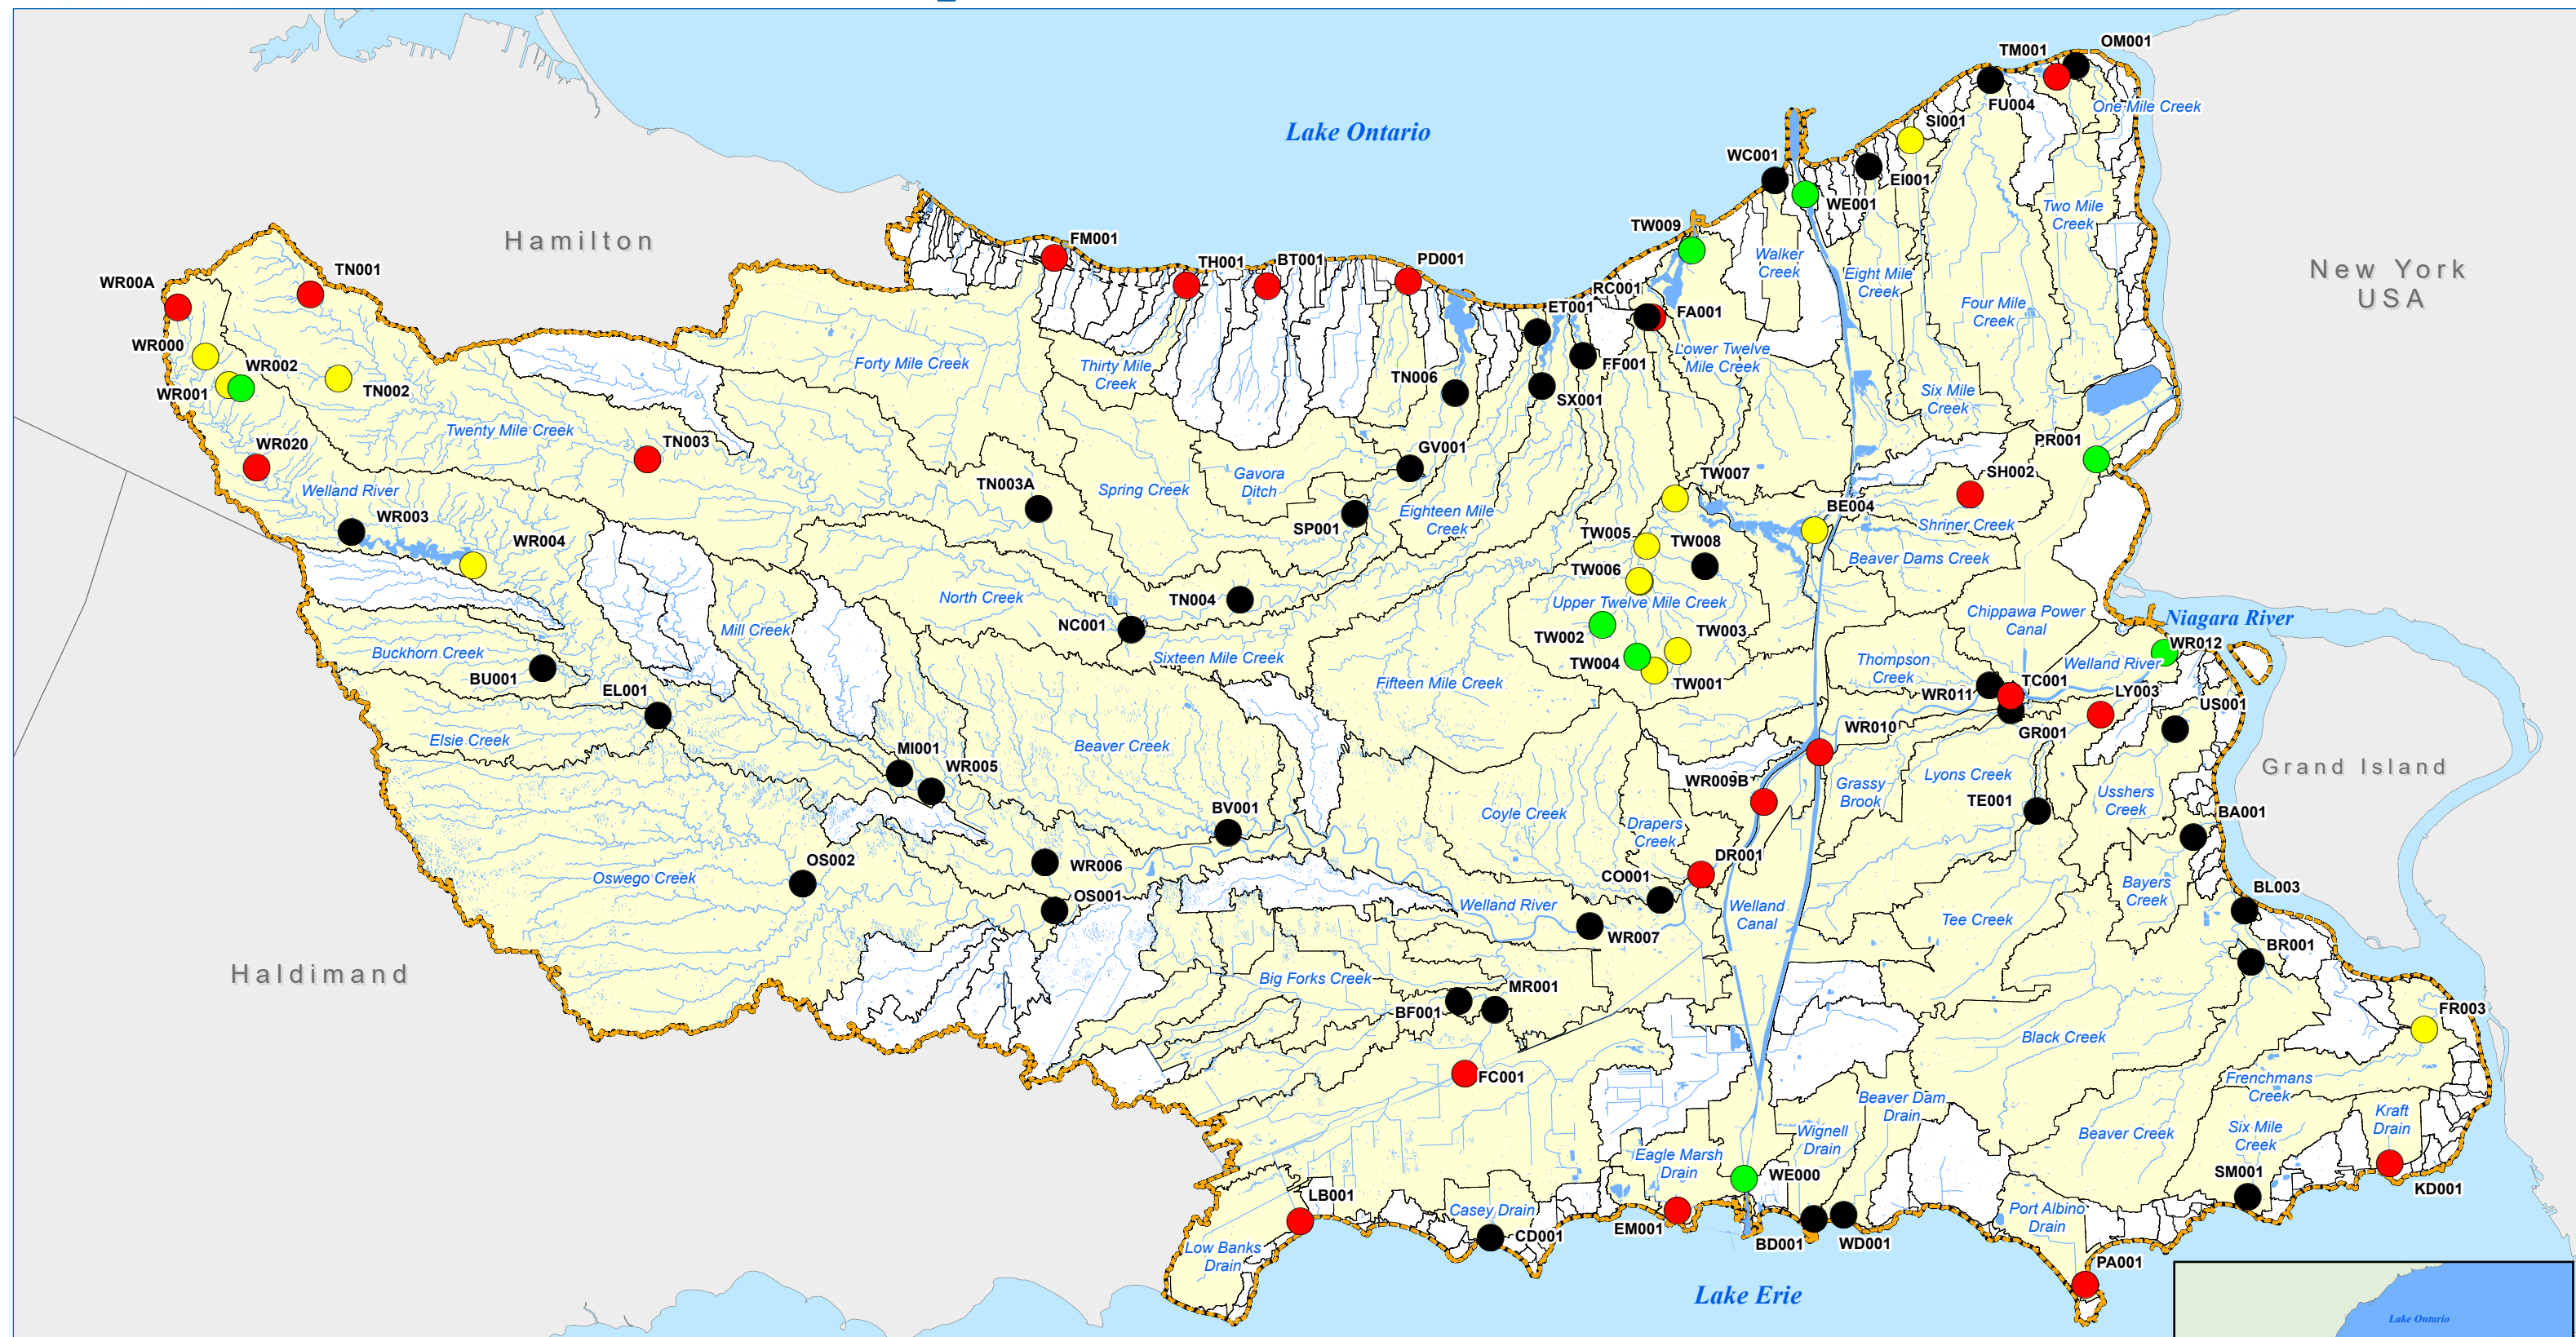 OM001
TM001
FU004
One Mile Creek
SI001
Lake Ontario
WC001
EI001
WE001
Two Mile
Creek
TW009
Hamilton
FM001
TH001
BT001
PD001
Walker
Creek
Eight Mile
Creek
New York
USA
TN001
WR00A
RC001
ET001
FA001
Four Mile
Creek
WR000
WR002
WR001
TN002
Forty Mile Creek
Thirty Mile
Creek
TN006
FF001
Lower Twelve
Mile Creek
SX001
Six Mile
Creek
Twenty Mile Creek
TN003
WR020
GV001
PR001
SH002
Welland River
TN003A
Spring Creek
Gavora
Ditch
TW007
BE004
WR003
SP001
Eighteen Mile
Creek
Shriner Creek
WR004
TW005
TW008
Beaver Dams Creek
TW006
North Creek
TN004
Upper Twelve Mile Creek
Chippawa Power
Canal
Niagara River
NC001
Mill Creek
TW002
TW003
WR012
Buckhorn Creek
Sixteen Mile Creek
TW004
Thompson
Creek
Welland River
BU001
Fifteen Mile Creek
TW001
TC001
WR011
LY003
EL001
US001
Elsie Creek
Beaver Creek
WR010
GR001
MI001
WR005
Grand Island
WR009B
Grassy
Brook
Lyons Creek
Usshers
Creek
TE001
BV001
Coyle Creek
Drapers
Creek
BA001
OS002
WR006
DR001
Oswego Creek
CO001
OS001
Bayers
Creek
BL003
Welland River
Welland
Canal
Tee Creek
WR007
BR001
Haldimand
Big Forks Creek
MR001
BF001
FR003
Black Creek
FC001
Frenchmans
Creek
Beaver Dam
Drain
Kraft
Drain
Wignell
Drain
Beaver Creek
Six Mile
Creek
Eagle Marsh
Drain
WE000
SM001
KD001
LB001
Casey Drain
Port Albino
Drain
EM001
CD001
BD001
WD001
Low Banks
Drain
PA001
Lake Erie
Lake Ontario